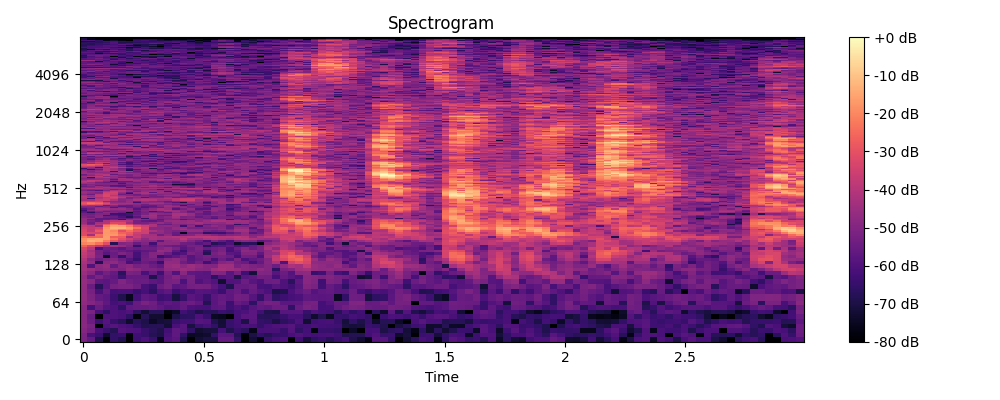 Spectrogram
Hz
4096
2048
1024
512
256
128
64
0
0
0.5
1
1.5
2
2.5
Time
+0 dB
-10 dB
-20 dB
-30 dB
-40 dB
-50 dB
-60 dB
-70 dB
-80 dB